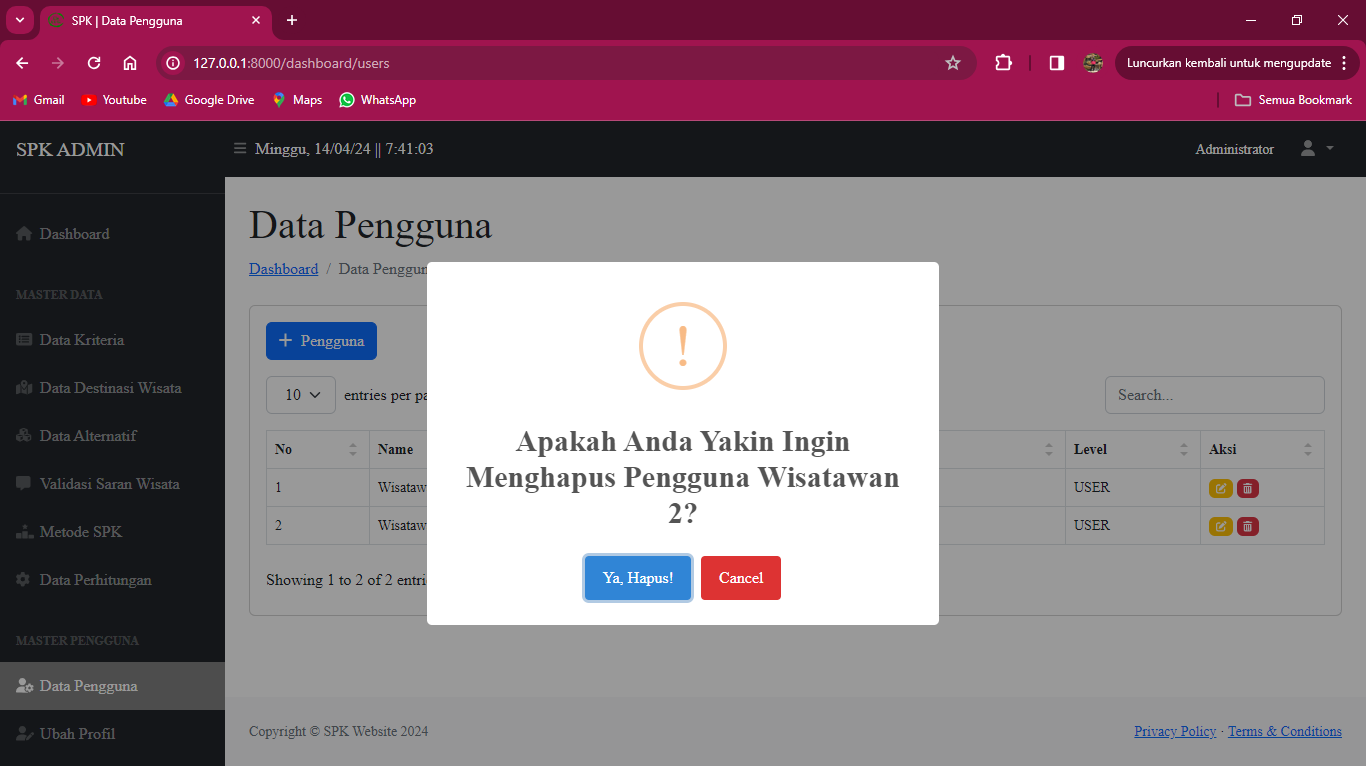 SPK | Data Pengguna
127.0.0.1:8000/dashboard/users
Luncurkan kembali untuk mengupdate
Gmail
Youtube
Google Drive
Maps
WhatsApp
Semua Bookmark
SPK ADMIN
Minggu, 14/04/24 || 7:41:03
Administrator
Dashboard
MASTER DATA
Data Kriteria
Data Destinasi Wisata
Data Alternatif
Validasi Saran Wisata
Metode SPK
Data Perhitungan
MASTER PENGGUNA
Data Pengguna
Ubah Profil
Data Pengguna
Dashboard / Data Penggun
+ Pengguna
10 entries per pa
Search...
No Name Level Aksi
1 Wisataw USER
2 Wisataw USER
Showing 1 to 2 of 2 entri
!
Apakah Anda Yakin Ingin
Menghapus Pengguna Wisatawan
2?
Ya, Hapus!
Cancel
Copyright © SPK Website 2024
Privacy Policy · Terms & Conditions